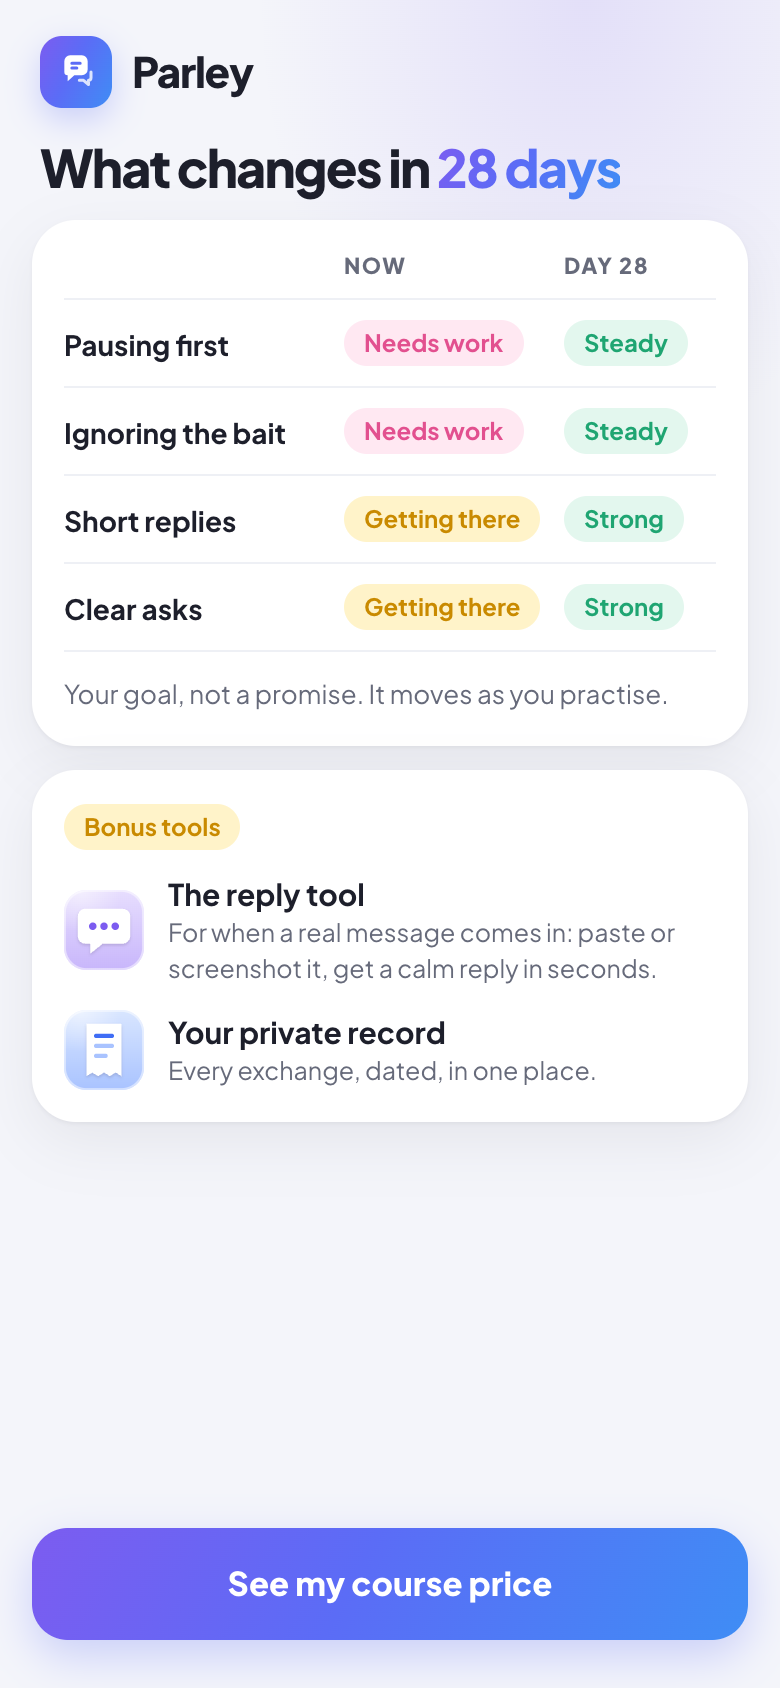 Parley
What changes in 28 days
NOW DAY 28
Pausing first Needs work Steady
Ignoring the bait Needs work Steady
Short replies Getting there Strong
Clear asks Getting there Strong
Your goal, not a promise. It moves as you practise.
Bonus tools
The reply tool
For when a real message comes in: paste or
screenshot it, get a calm reply in seconds.
Your private record
Every exchange, dated, in one place.
See my course price